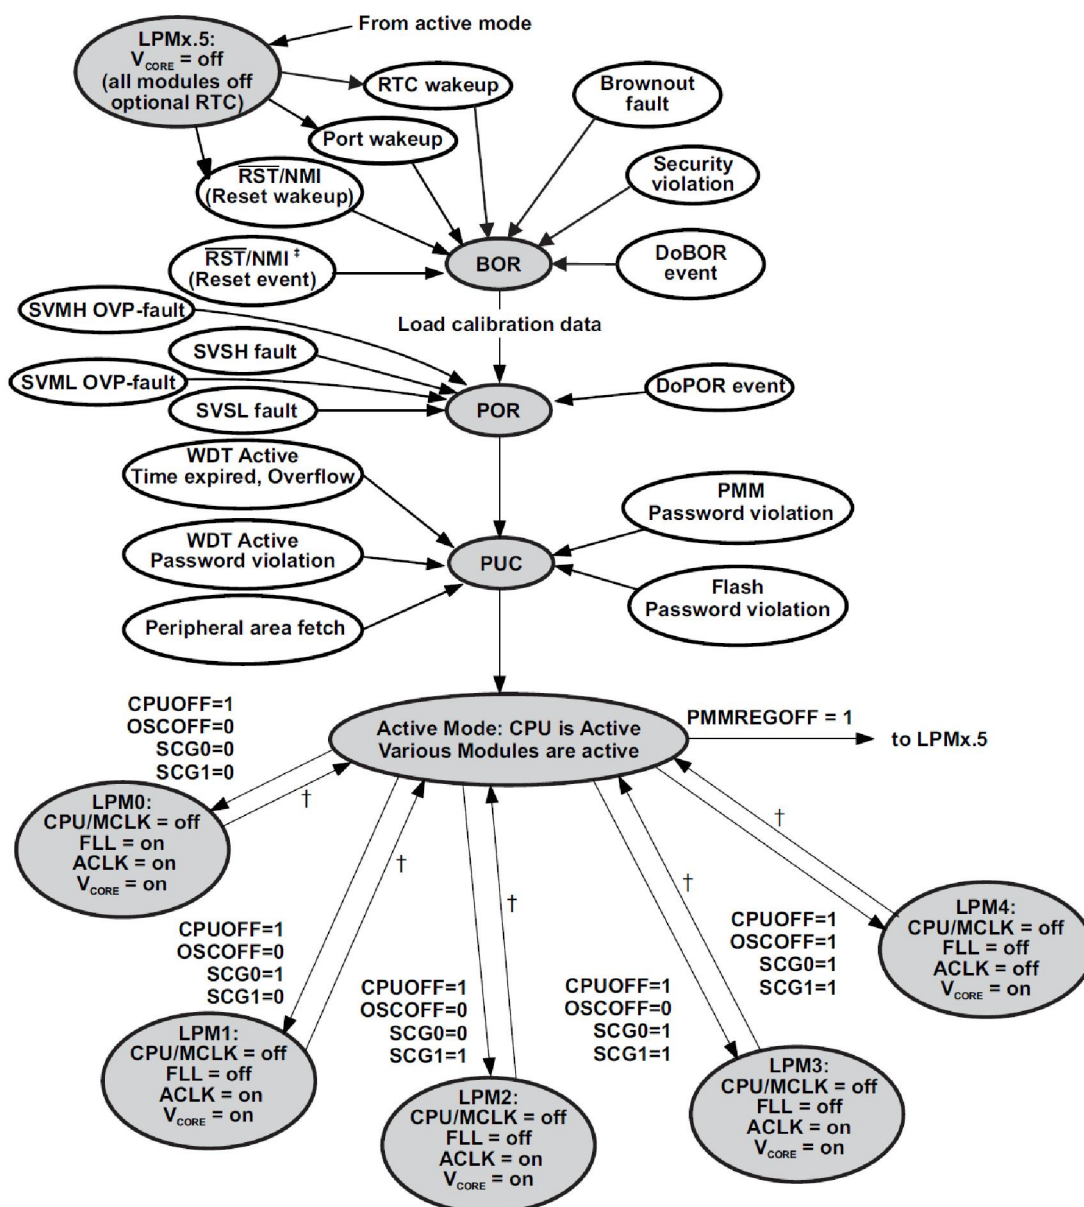 From active mode
LPMx.5:
VCORE = off
(all modules off
optional RTC)
RTC wakeup
Brownout
fault
Port wakeup
Security
violation
RST/NMI
(Reset wakeup)
BOR
DoBOR
event
RST/NMI ‡
(Reset event)
SVMH OVP-fault
Load calibration data
SVSH fault
SVML OVP-fault
DoPOR event
SVSL fault
POR
WDT Active
Time expired, Overflow
PMM
Password violation
WDT Active
Password violation
PUC
Flash
Password violation
Peripheral area fetch
CPUOFF=1
OSCOFF=0
SCG0=0
SCG1=0
Active Mode: CPU is Active
Various Modules are active
PMMREGOFF = 1
to LPMx.5
†
†
†
†
†
LPM0:
CPU/MCLK = off
FLL = on
ACLK = on
VCORE = on
CPUOFF=1
OSCOFF=0
SCG0=1
SCG1=0
LPM1:
CPU/MCLK = off
FLL = off
ACLK = on
VCORE = on
CPUOFF=1
OSCOFF=0
SCG0=0
SCG1=1
LPM2:
CPU/MCLK = off
FLL = off
ACLK = on
VCORE = on
CPUOFF=1
OSCOFF=0
SCG0=1
SCG1=1
LPM3:
CPU/MCLK = off
FLL = off
ACLK = on
VCORE = on
CPUOFF=1
OSCOFF=1
SCG0=1
SCG1=1
LPM4:
CPU/MCLK = off
FLL = off
ACLK = off
VCORE = on